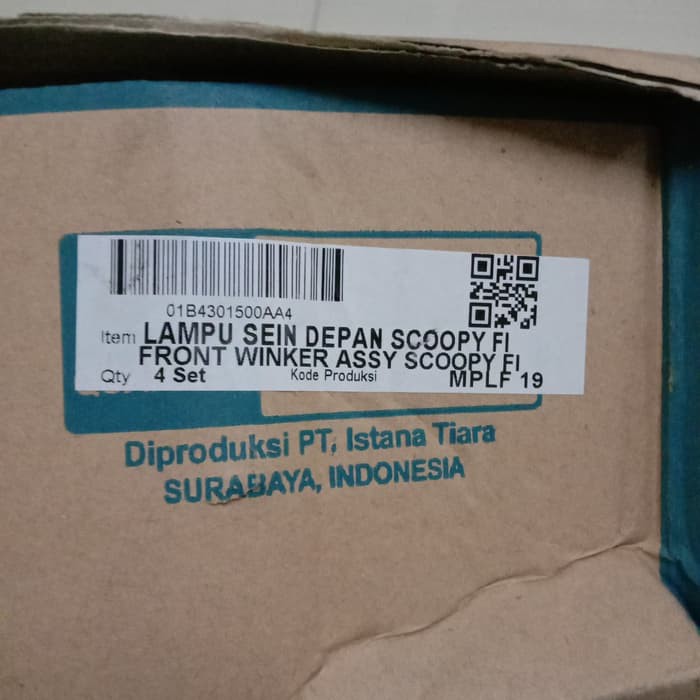 01B4301500AA4
Item LAMPU SEIN DEPAN SCOOPY FI
FRONT WINKER ASSY SCOOPY FI
Qty 4 Set Kode Produksi MPLF 19
Diproduksi PT, Istana Tiara
SURABAYA, INDONESIA